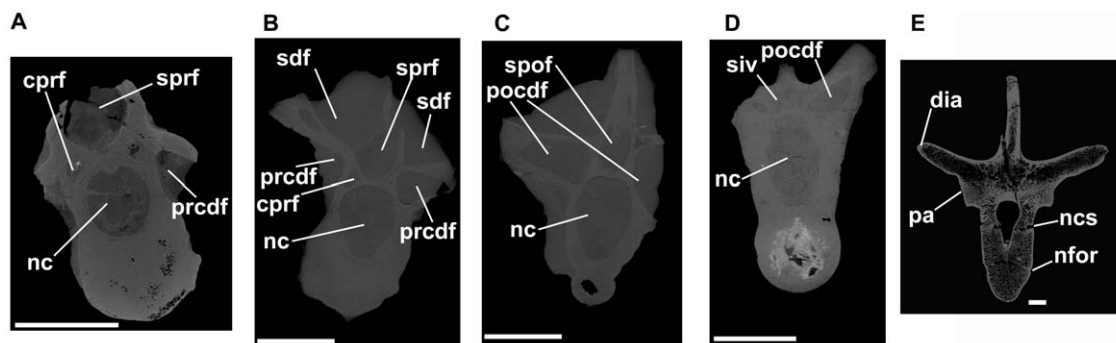 A
cprf
sprf
prcdf
nc
B
sdf
sprf
sdf
prcdf
cprf
prcdf
nc
C
spof
pocdf
nc
D
pocdf
siv
nc
E
dia
pa
ncs
nfor